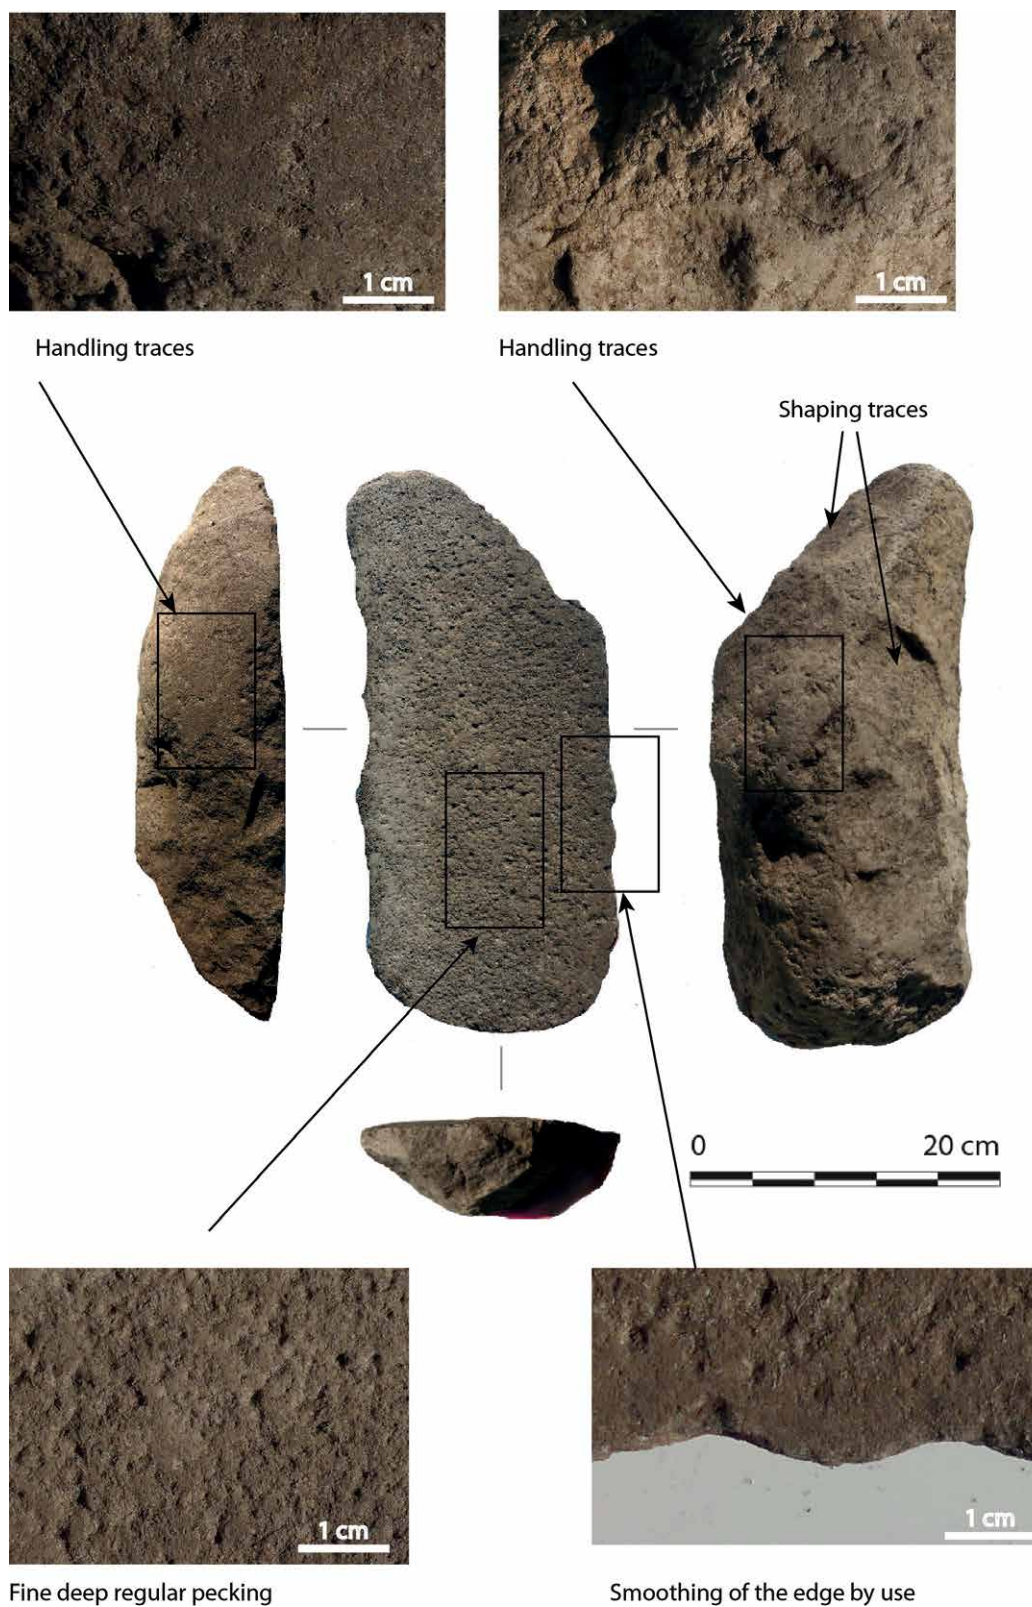 1 cm
1 cm
Handling traces
Handling traces
Shaping traces
0 20 cm
1 cm
1 cm
Fine deep regular pecking
Smoothing of the edge by use